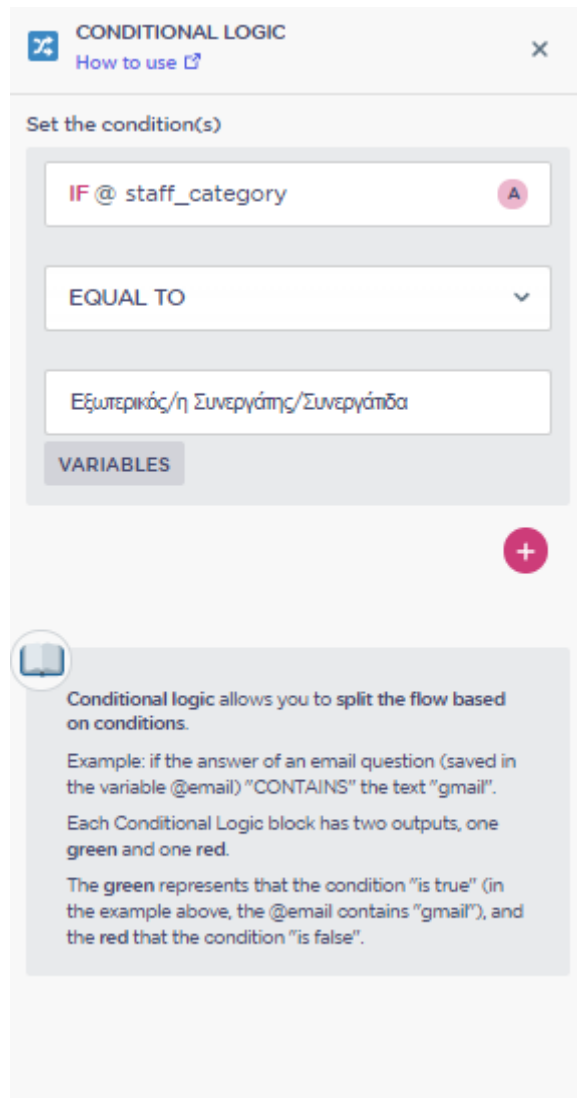 CONDITIONAL LOGIC
How to use
Set the condition(s)
IF @ staff_category A
EQUAL TO
Εξωτερικός/η Συνεργάτης/Συνεργάτιδα
VARIABLES
+
Conditional logic allows you to split the flow based
on conditions.
Example: if the answer of an email question (saved in
the variable @email) "CONTAINS" the text "gmail".
Each Conditional Logic block has two outputs, one
green and one red.
The green represents that the condition "is true" (in
the example above, the @email contains "gmail"), and
the red that the condition "is false".